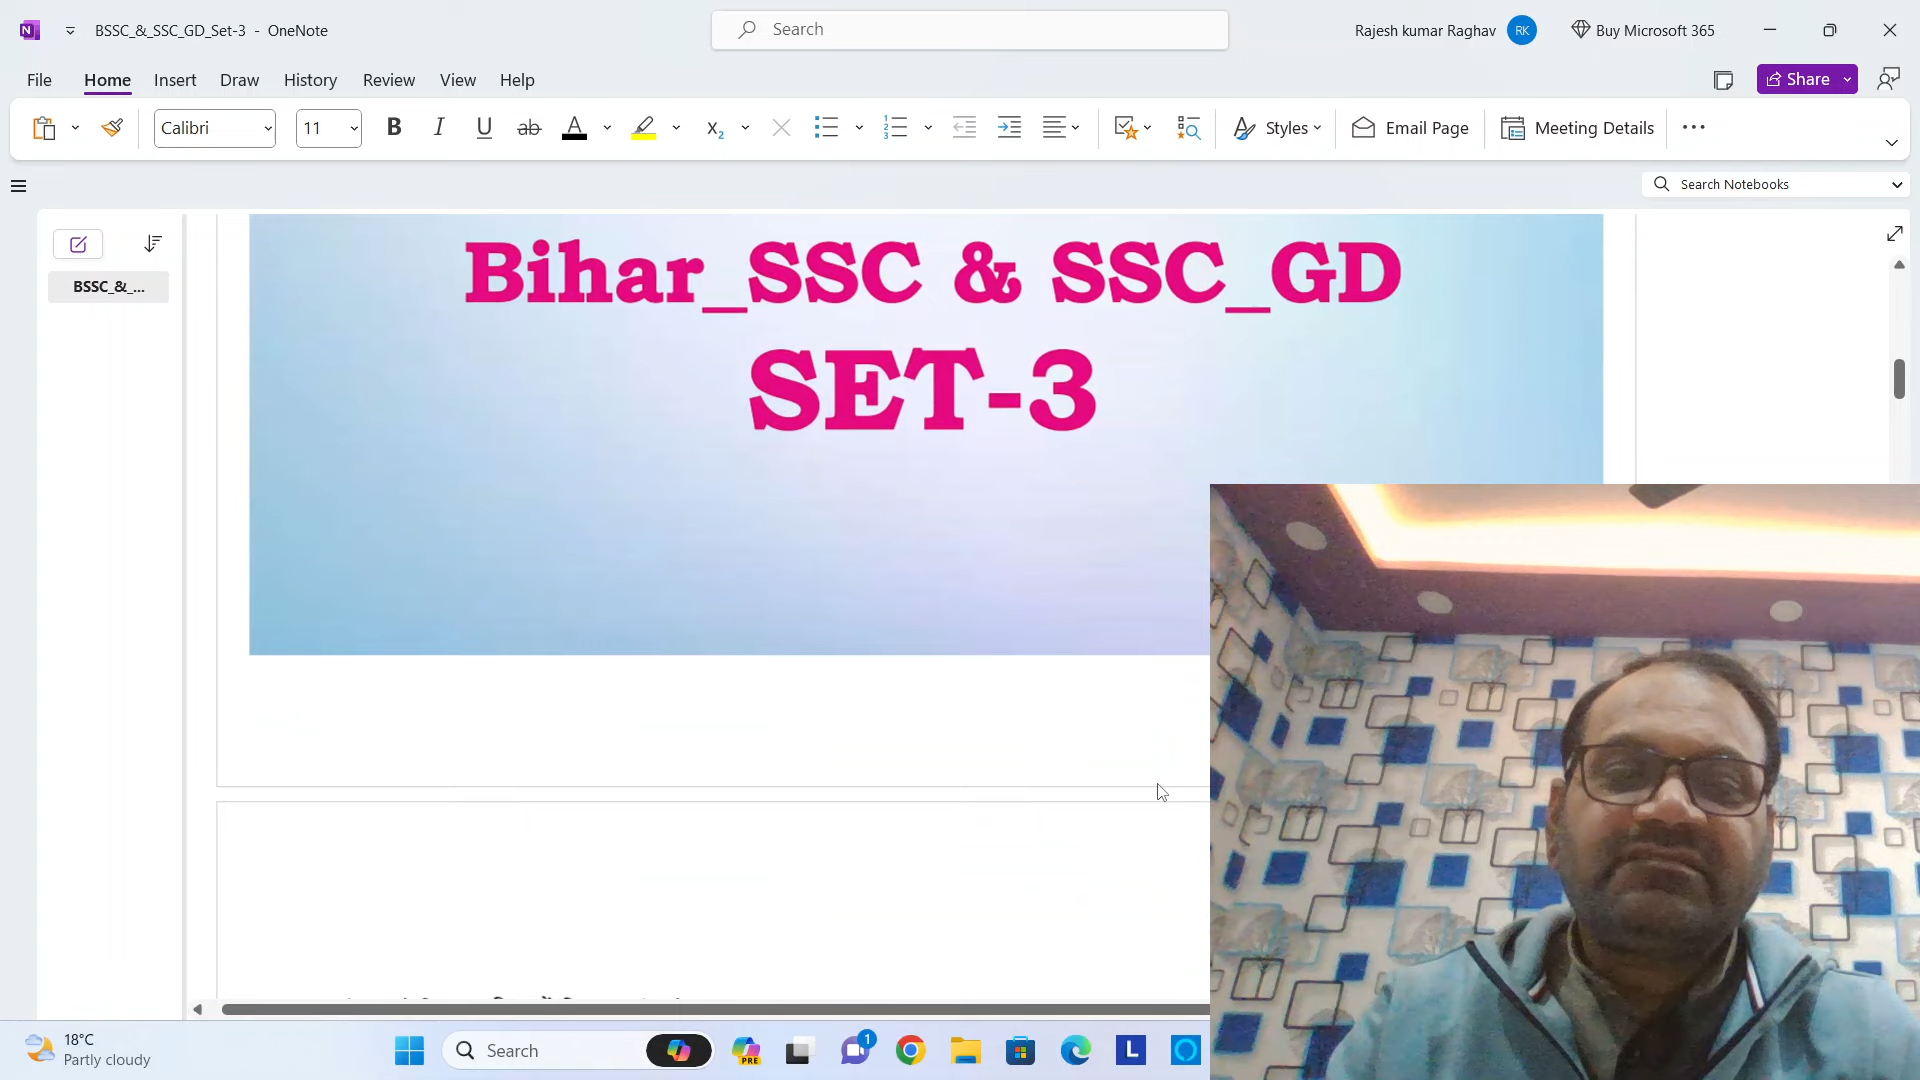 BSSC_&_SSC_GD_Set-3 - OneNote
Search
Rajesh kumar Raghav
RK
Buy Microsoft 365
File
Home
Insert
Draw
History
Review
View
Help
Share
Calibri
11
Styles
Email Page
Meeting Details
Search Notebooks
BSSC_&_...
Bihar_SSC & SSC_GD
SET-3
18°C
Partly cloudy
Search
PRE
1
L